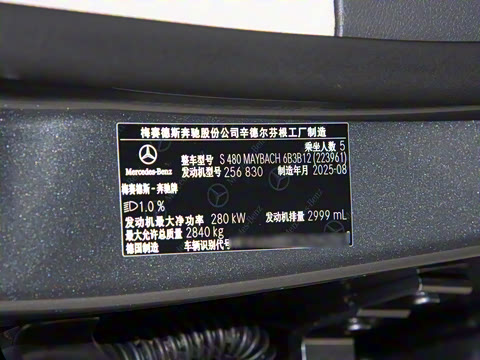 梅赛德斯奔驰股份公司辛德尔芬根工厂制造
乘坐人数 5
整车型号 S 480 MAYBACH 6B3B12 (223961)
Mercedes-Benz 发动机型号 256 830 制造年月 2025-08
梅赛德斯-奔驰牌
1.0 %
发动机最大净功率 280 kW 发动机排量 2999 mL
最大允许总质量 2840 kg
德国制造 车辆识别代号